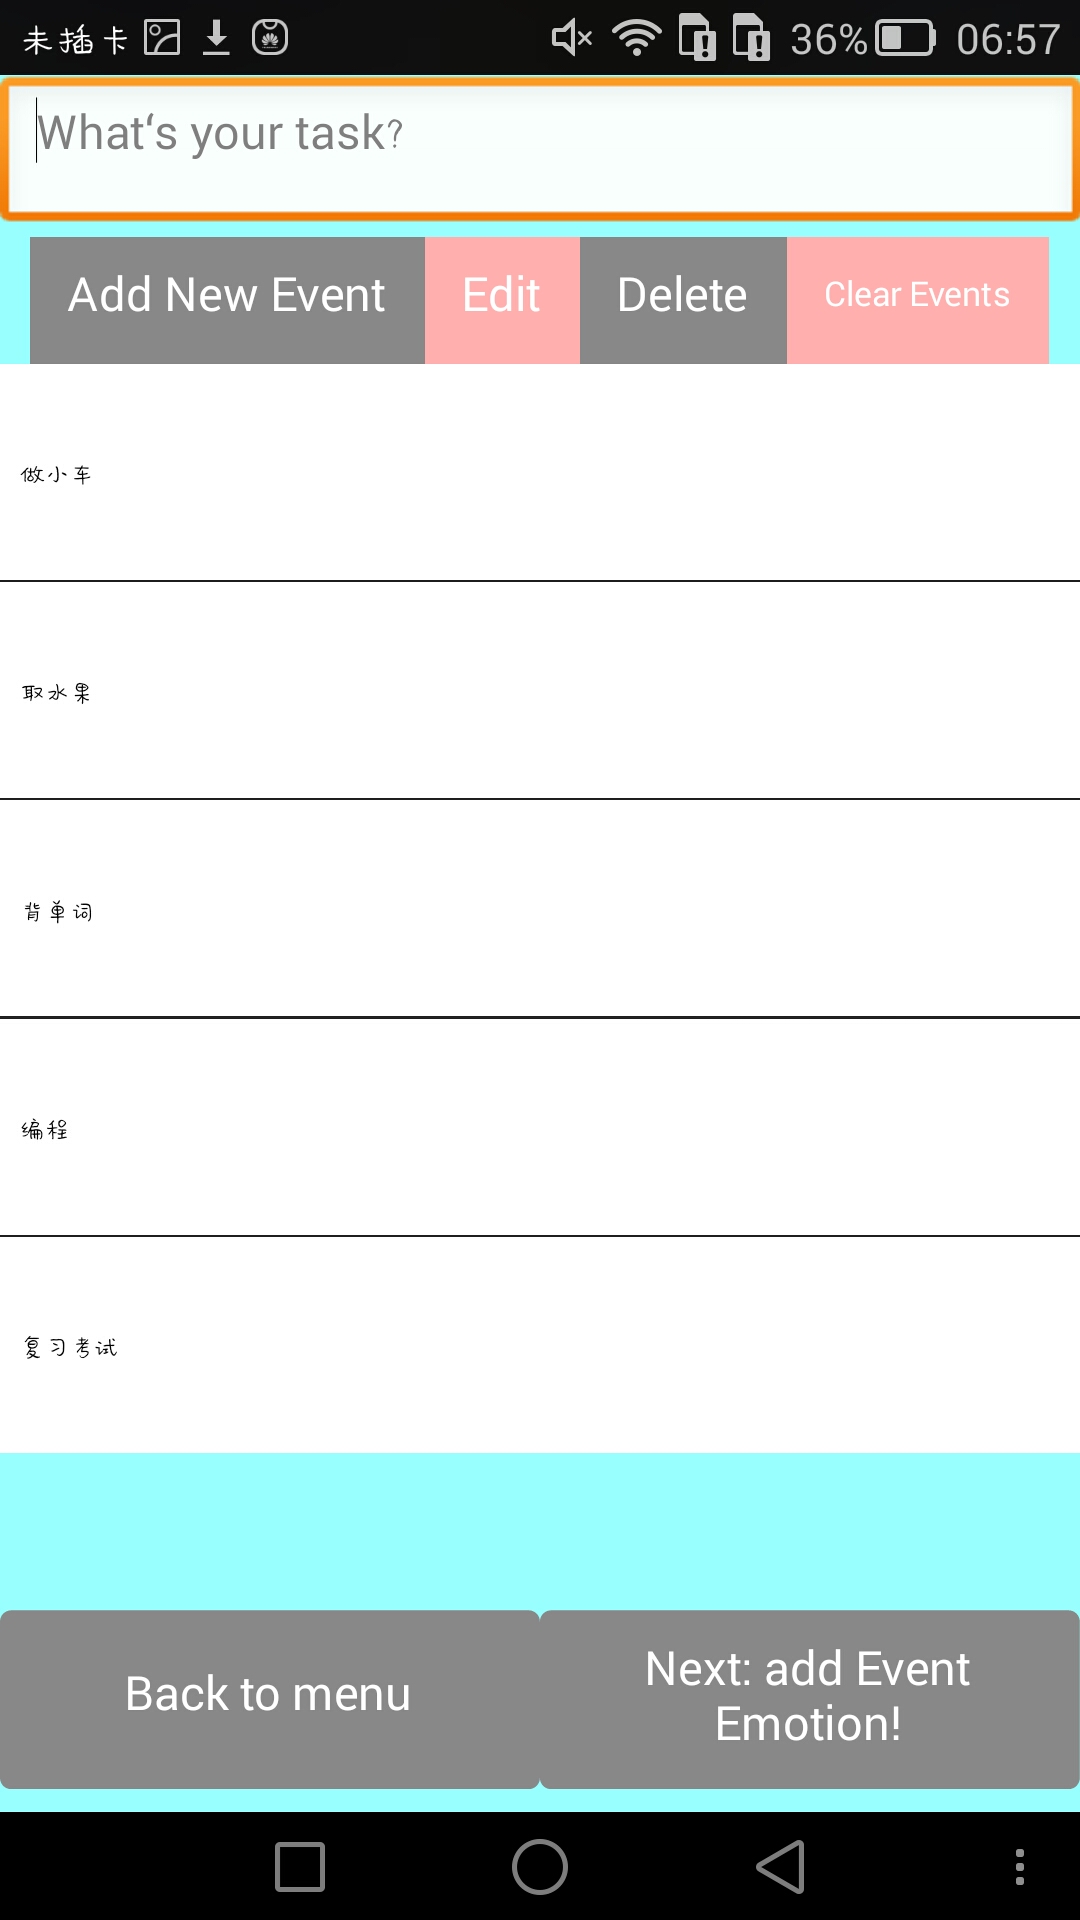 未插卡 36% 06:57
What‘s your task?
Add New Event Edit Delete Clear Events
做小车
取水果
背单词
编程
复习考试
Back to menu
Next: add Event
Emotion!